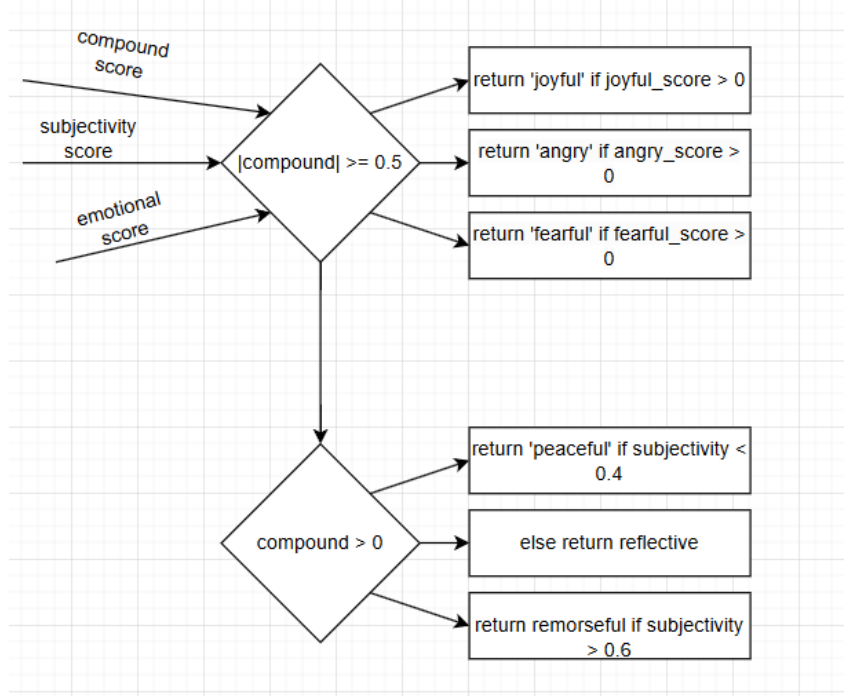 compound
score
subjectivity
score
emotional
score
|compound| >= 0.5
return 'joyful' if joyful_score > 0
return 'angry' if angry_score >
0
return 'fearful' if fearful_score >
0
compound > 0
return 'peaceful' if subjectivity <
0.4
else return reflective
return remorseful if subjectivity
> 0.6